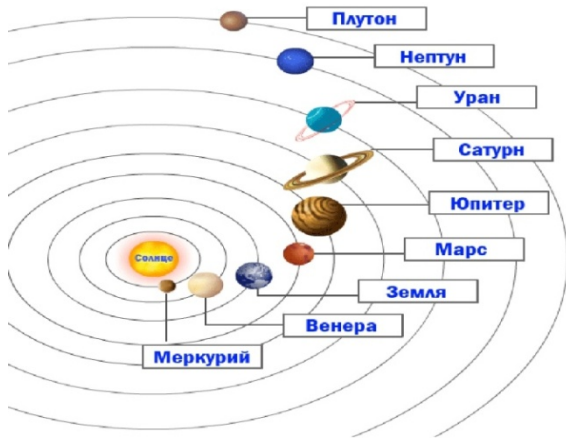 Плутон
Нептун
Уран
Сатурн
Юпитер
Марс
Солнце
Земля
Венера
Меркурий